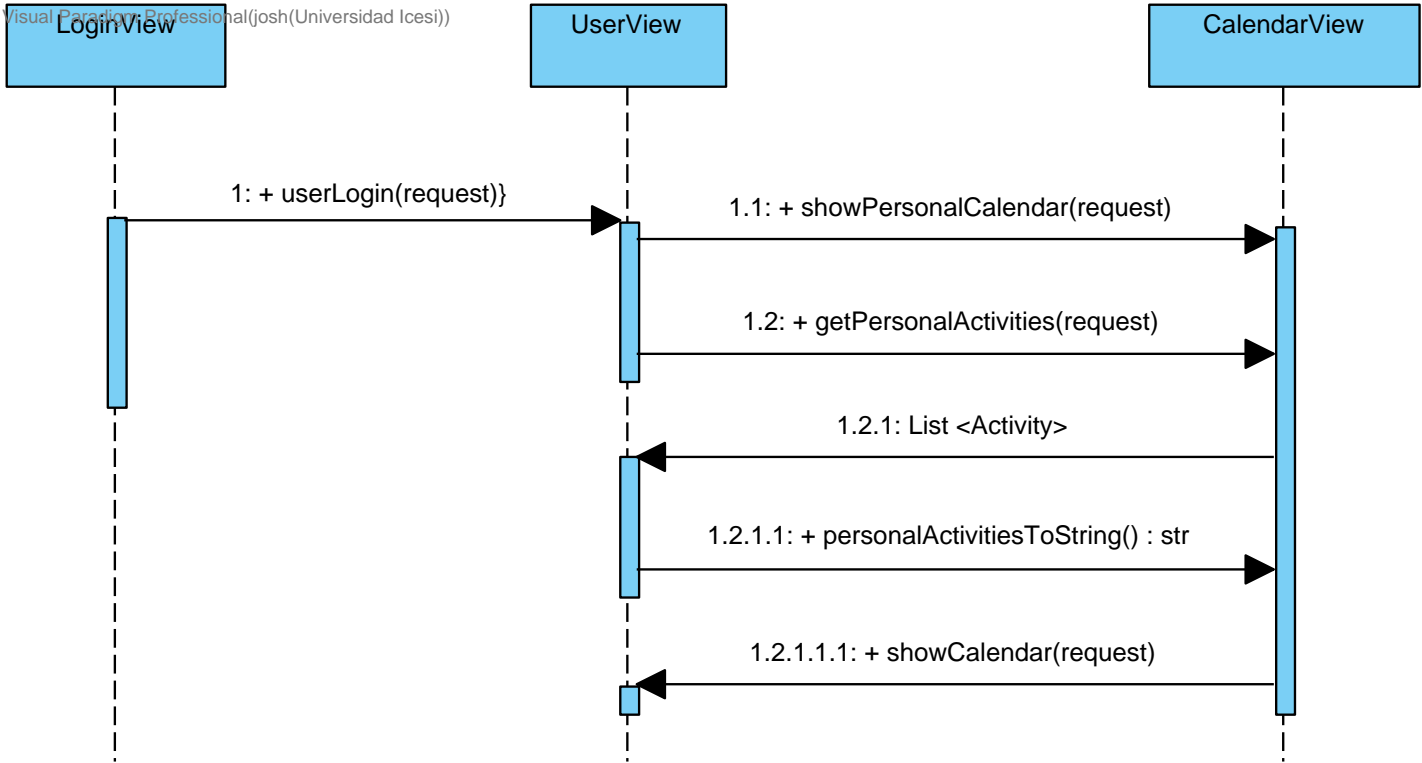 Visual Paradigm Professional(josh(Universidad Icesi))
LoginView
UserView
CalendarView
1: + userLogin(request)}
1.1: + showPersonalCalendar(request)
1.2: + getPersonalActivities(request)
1.2.1: List <Activity>
1.2.1.1: + personalActivitiesToString() : str
1.2.1.1.1: + showCalendar(request)